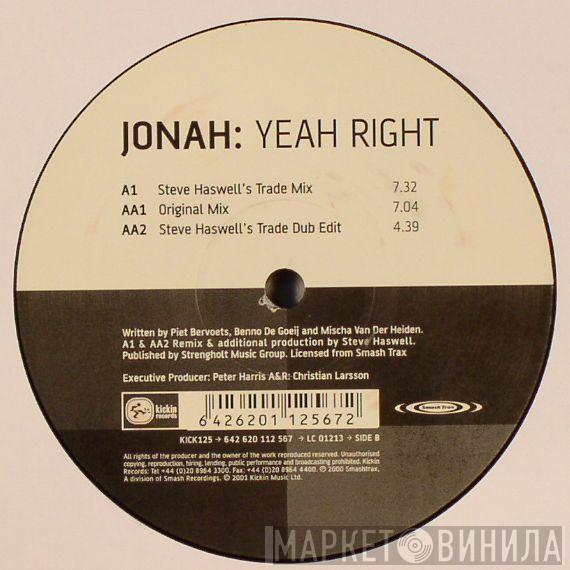 JONAH: YEAH RIGHT
A1 Steve Haswell's Trade Mix 7.32
AA1 Original Mix 7.04
AA2 Steve Haswell's Trade Dub Edit 4.39
Written by Piet Bervoets, Benno De Goeij and Mischa Van Der Heiden.
A1 & AA2 Remix & additional production by Steve Haswell.
Published by Strengholt Music Group. Licensed from Smash Trax
Executive Producer: Peter Harris A&R: Christian Larsson
kickin records
6 426201 125672
Smash Trax
KICK125 → 642 620 112 567 → LC 01213 → SIDE B
All rights of the producer and the owner of the work reproduced reserved. Unauthorised
copying, reproduction, hiring, lending, public performance and broadcasting prohibited. Kickin
Records: Tel +44 (0)20 8964 3300. Fax: +44 (0)20 8964 4400. ℗ 2000 Smashtrax,
A division of Smash Recordings. © 2001 Kickin Music Ltd.
МАРКЕТ ВИНИЛА